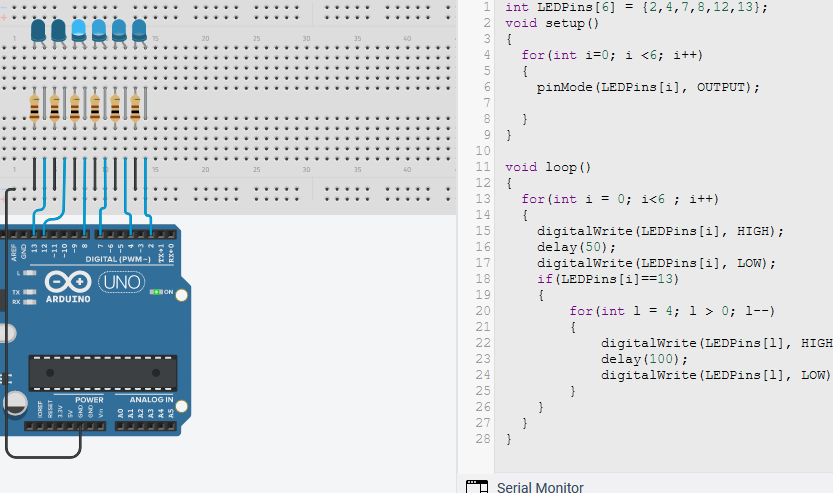 1 5 10 15 20 25 30 35 40
1 15 20 25 30 35 40
AREF
GND
13
12
~11
~10
~9
8
7
~6
~5
4
~3
2
TX→1
RX←0
DIGITAL (PWM~)
L
TX
RX
UNO
ARDUINO
ON
POWER
ANALOG IN
IOREF
RESET
3.3V
5V
GND
GND
Vin
A0
A1
A2
A3
A4
A5
1 int LEDPins[6] = {2,4,7,8,12,13};
2 void setup()
3 {
4 for(int i=0; i <6; i++)
5 {
6 pinMode(LEDPins[i], OUTPUT);
7
8 }
9 }
10
11 void loop()
12 {
13 for(int i = 0; i<6 ; i++)
14 {
15 digitalWrite(LEDPins[i], HIGH);
16 delay(50);
17 digitalWrite(LEDPins[i], LOW);
18 if(LEDPins[i]==13)
19 {
20 for(int l = 4; l > 0; l--)
21 {
22 digitalWrite(LEDPins[l], HIGH
23 delay(100);
24 digitalWrite(LEDPins[l], LOW)
25 }
26 }
27 }
28 }
Serial Monitor